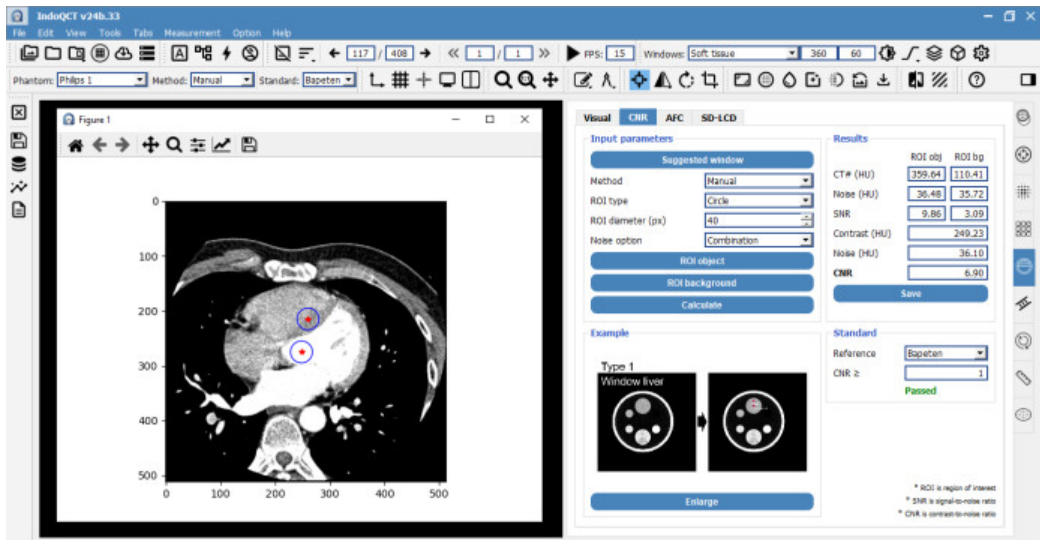 IndoQCT v24b.33
File Edit View Tools Tabs Measurement Option Help
117 / 408 1 / 1 FPS: 15 Windows: Soft tissue 360 60
Phantom: Philips 1 Method: Manual Standard: Bapeten
Figure 1
0
100
200
300
400
500
0 100 200 300 400 500
Visual CNR AFC SD-LCD
Input parameters
Suggested window
Method Manual
ROI type Circle
ROI diameter (px) 40
Noise option Combination
ROI object
ROI background
Calculate
Results
ROI obj ROI bg
CT# (HU) 359.64 110.41
Noise (HU) 36.48 35.72
SNR 9.86 3.09
Contrast (HU) 249.23
Noise (HU) 36.10
CNR 6.90
Save
Example
Type 1
Window liver
Enlarge
Standard
Reference Bapeten
CNR ≥ 1
Passed
* ROI is region of interest
* SNR is signal-to-noise ratio
* CNR is contrast-to-noise ratio